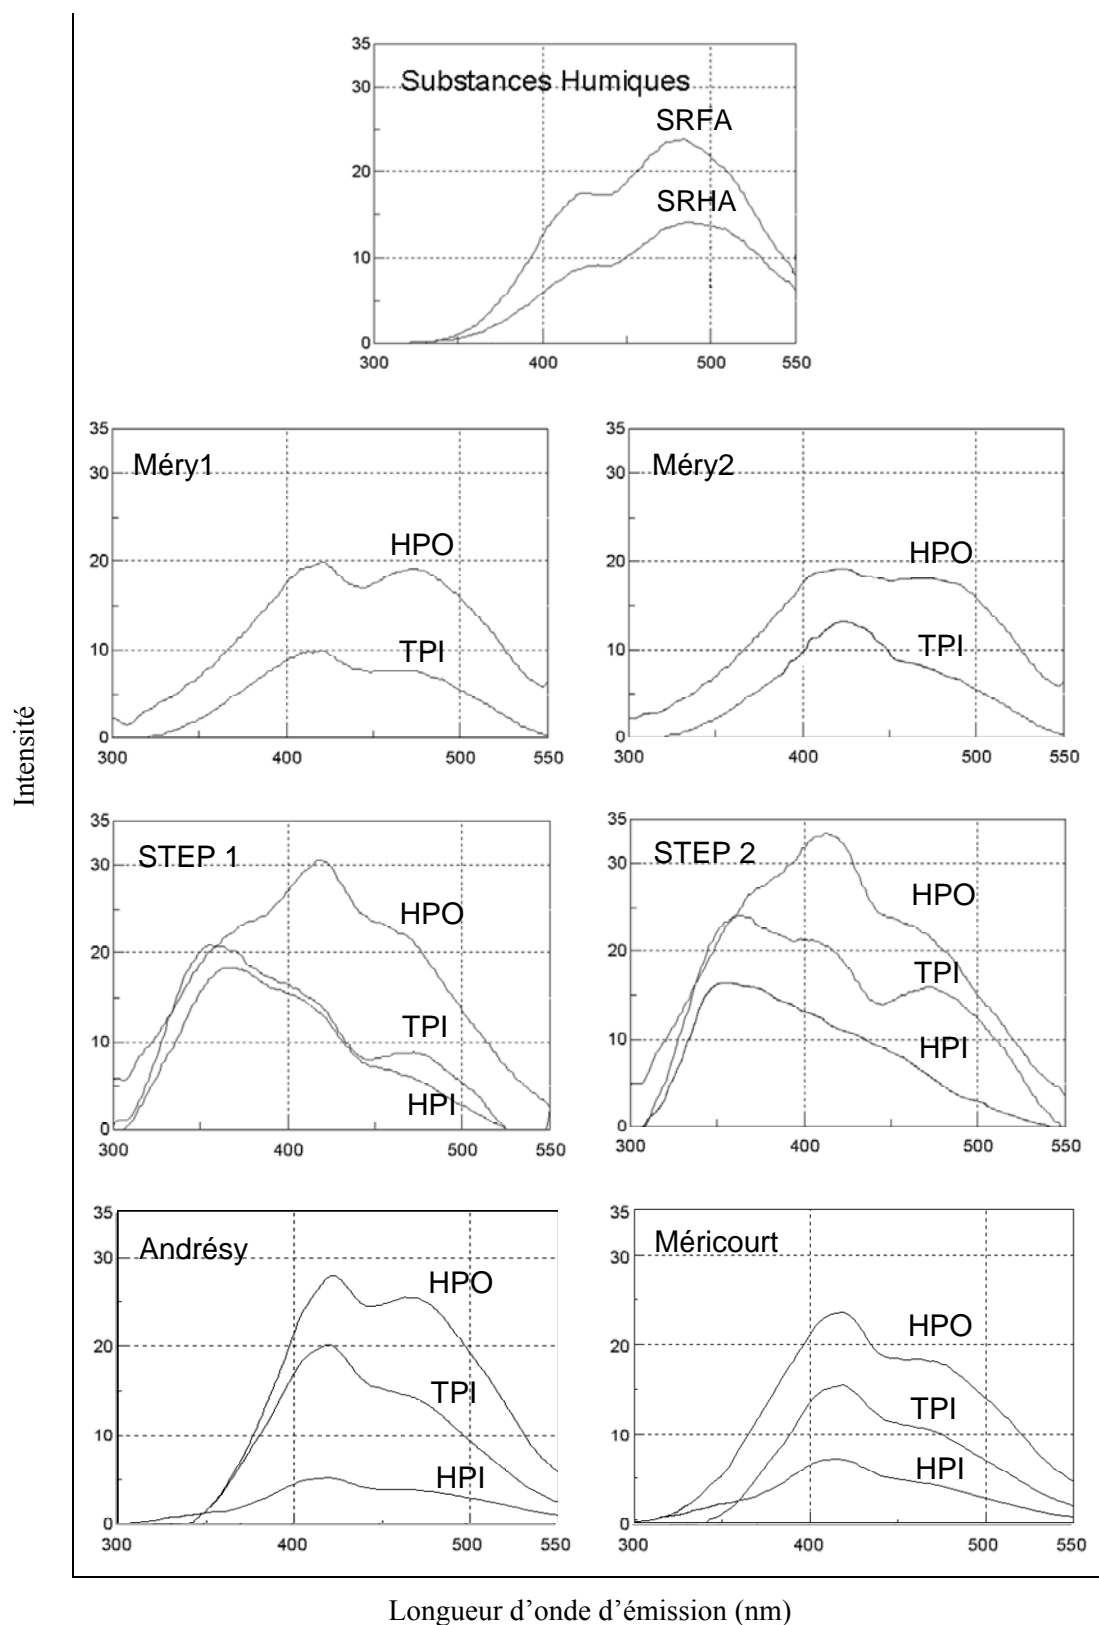 35
30
20
10
0
300
400
500
550
Substances Humiques
SRFA
SRHA
35
30
20
10
0
300
400
500
550
Méry1
HPO
TPI
35
30
20
10
0
300
400
500
550
Méry2
HPO
TPI
Intensité
35
30
20
10
0
300
400
500
550
STEP 1
HPO
TPI
HPI
35
30
20
10
0
300
400
500
550
STEP 2
HPO
TPI
HPI
35
30
20
10
0
300
400
500
550
Andrésy
HPO
TPI
HPI
35
30
20
10
0
300
400
500
550
Méricourt
HPO
TPI
HPI
Longueur d’onde d’émission (nm)